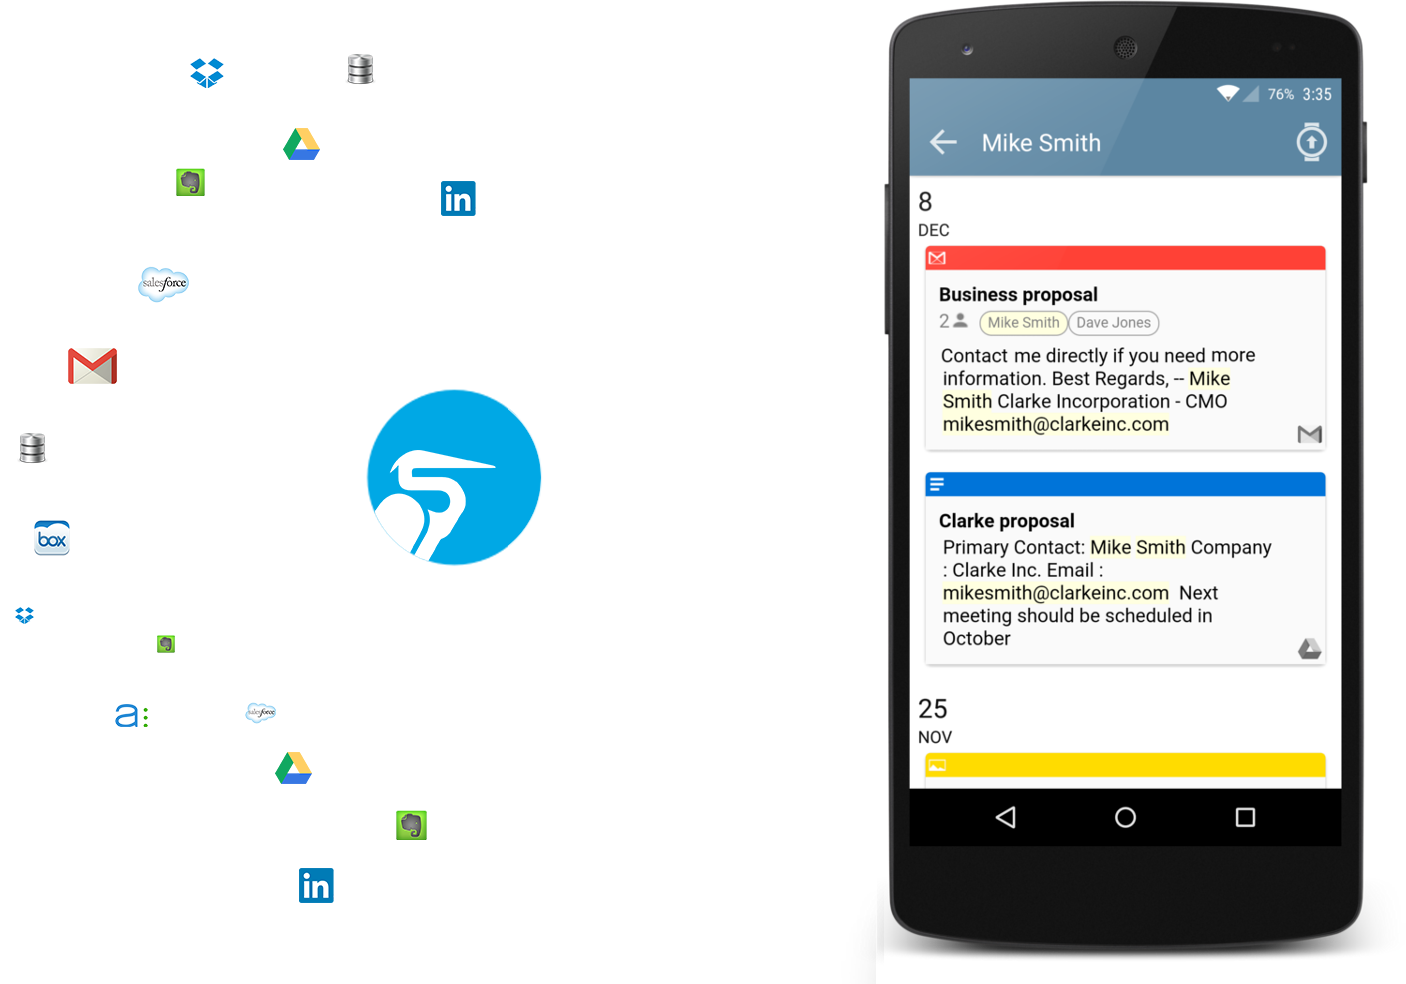 in
salesforce
box
a:
salesforce
in
76% 3:35
Mike Smith
8
DEC
Business proposal
2 Mike Smith Dave Jones
Contact me directly if you need more
information. Best Regards, -- Mike
Smith Clarke Incorporation - CMO
mikesmith@clarkeinc.com
Clarke proposal
Primary Contact: Mike Smith Company
: Clarke Inc. Email :
mikesmith@clarkeinc.com Next
meeting should be scheduled in
October
25
NOV